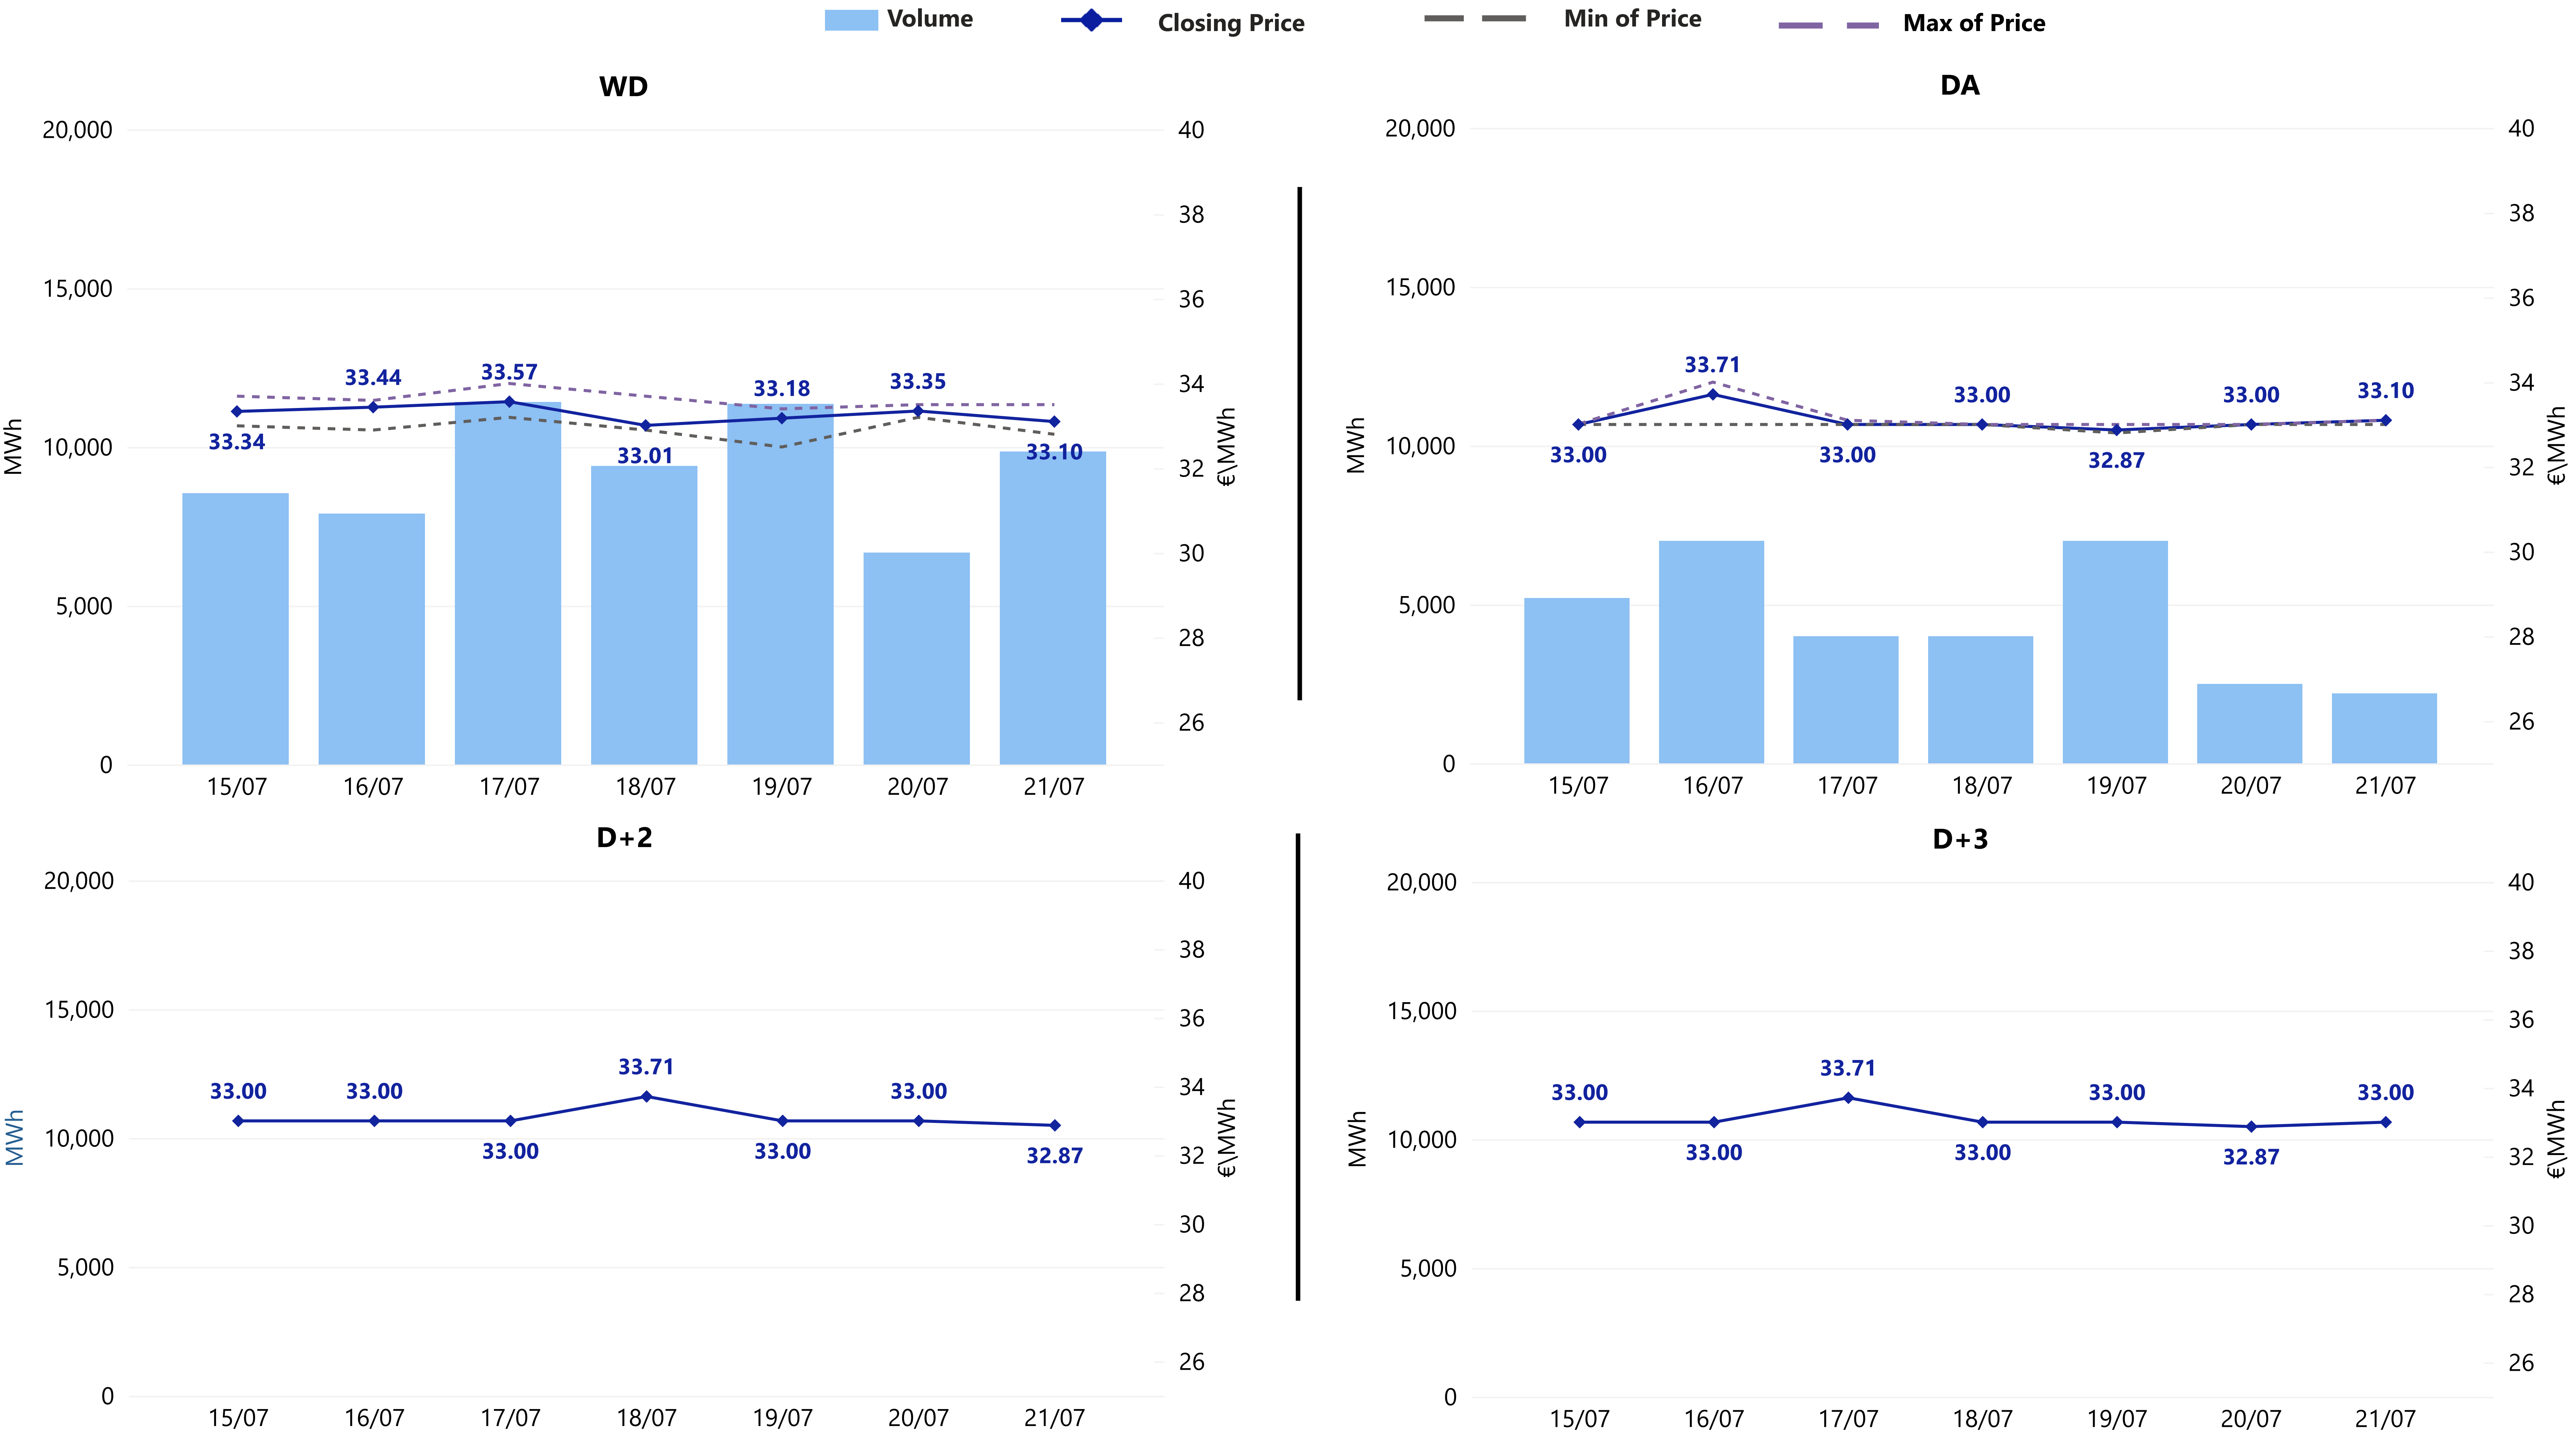 Volume Closing Price Min of Price Max of Price
WD
20,000
15,000
10,000
5,000
0
MWh
40
38
36
34
32
30
28
26
€\MWh
33.34 33.44 33.57 33.01 33.18 33.35 33.10
15/07 16/07 17/07 18/07 19/07 20/07 21/07
DA
20,000
15,000
10,000
5,000
0
MWh
40
38
36
34
32
30
28
26
€\MWh
33.00 33.71 33.00 33.00 32.87 33.00 33.10
15/07 16/07 17/07 18/07 19/07 20/07 21/07
D+2
20,000
15,000
10,000
5,000
0
MWh
40
38
36
34
32
30
28
26
€\MWh
33.00 33.00 33.00 33.71 33.00 33.00 32.87
15/07 16/07 17/07 18/07 19/07 20/07 21/07
D+3
20,000
15,000
10,000
5,000
0
MWh
40
38
36
34
32
30
28
26
€\MWh
33.00 33.00 33.71 33.00 33.00 32.87 33.00
15/07 16/07 17/07 18/07 19/07 20/07 21/07